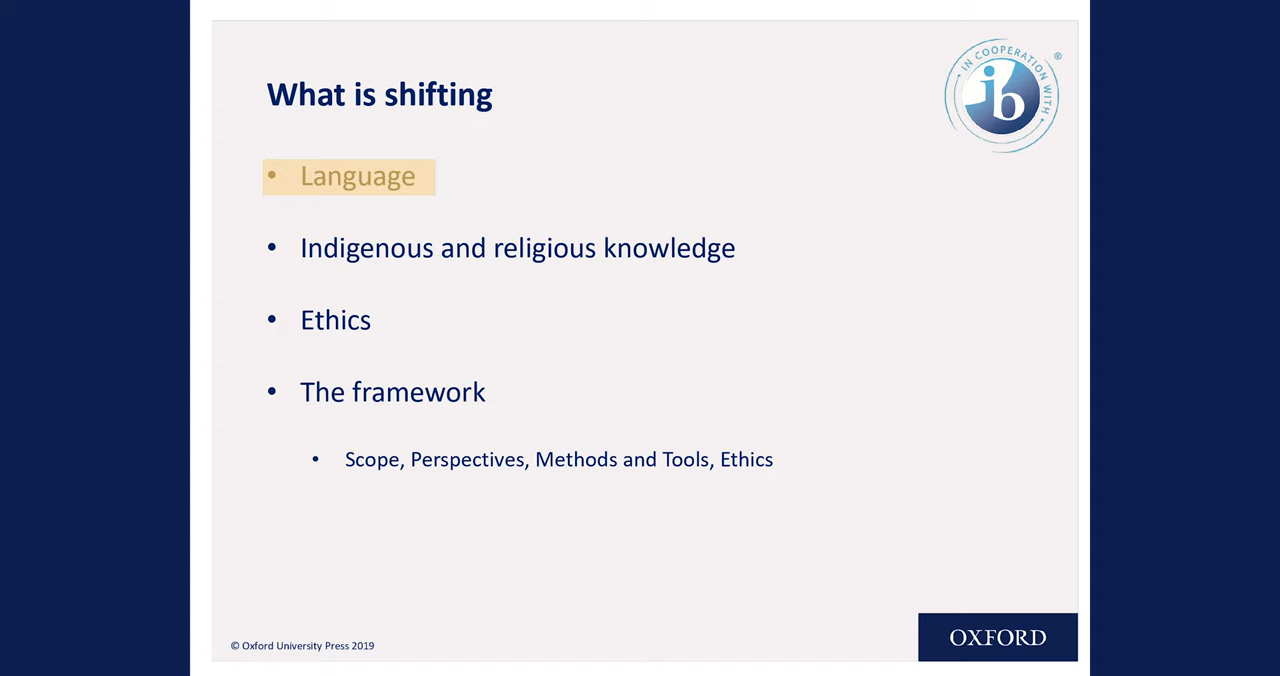 IN COOPERATION WITH ®
ib
What is shifting
• Language
• Indigenous and religious knowledge
• Ethics
• The framework
• Scope, Perspectives, Methods and Tools, Ethics
© Oxford University Press 2019
OXFORD